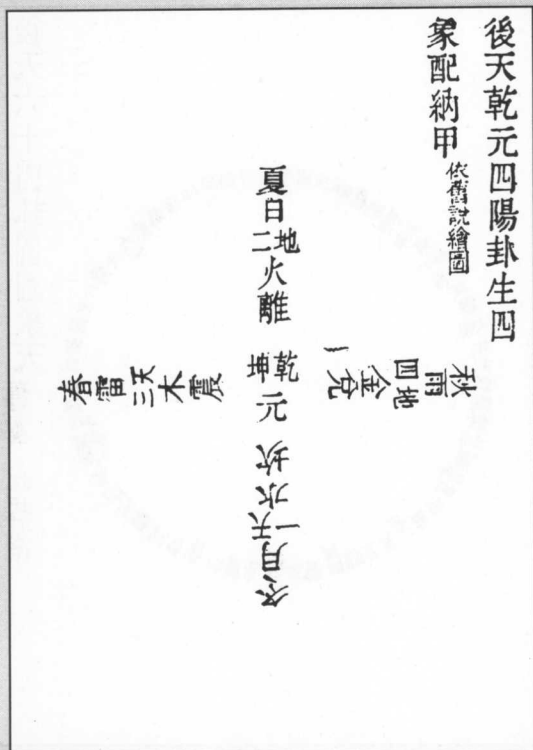 後天乾元四陽卦生四
象配納甲依舊說繪圖
夏日地二火離
秋雨地四金兌
乾坤元
春雷天三木震
冬月天一水坎